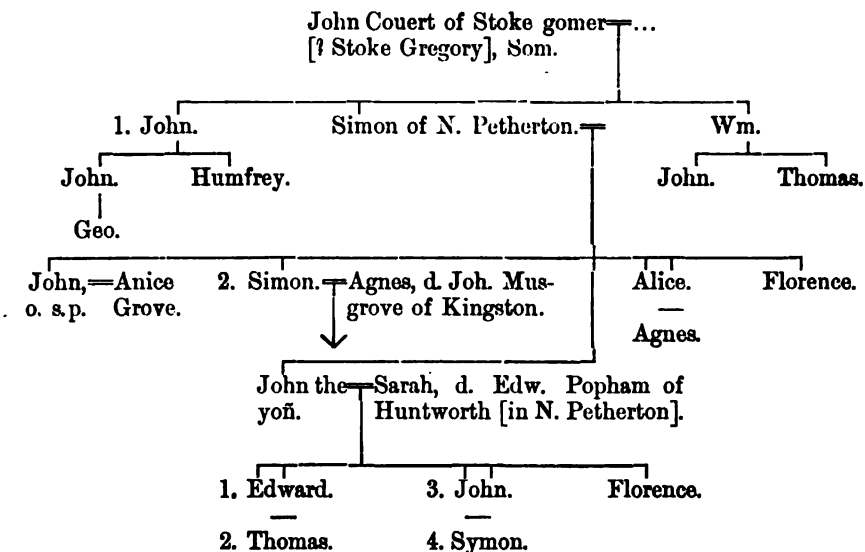 John Couert of Stoke gomer ...
[? Stoke Gregory], Som.
1. John. Simon of N. Petherton. Wm.
John. Humfrey. John. Thomas.
Geo.
John, Anice 2. Simon. Agnes, d. Joh. Mus- Alice. Florence.
o. s.p. Grove. grove of Kingston.
Agnes.
John the Sarah, d. Edw. Popham of
yoñ. Huntworth [in N. Petherton].
1. Edward. 3. John. Florence.
2. Thomas. 4. Symon.